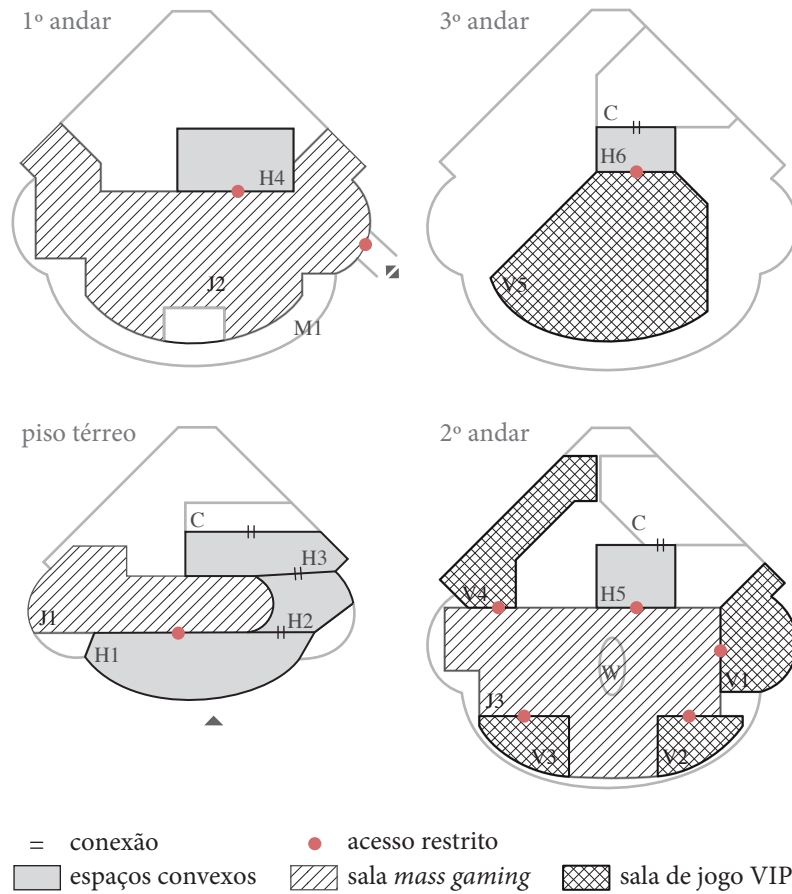 1º andar
3º andar
C
H6
H4
J2
V5
M1
piso térreo
2º andar
C
H3
C
V4
H5
J1
H2
H1
W
V1
J3
V3
V2
= conexão
acesso restrito
espaços convexos
sala mass gaming
sala de jogo VIP